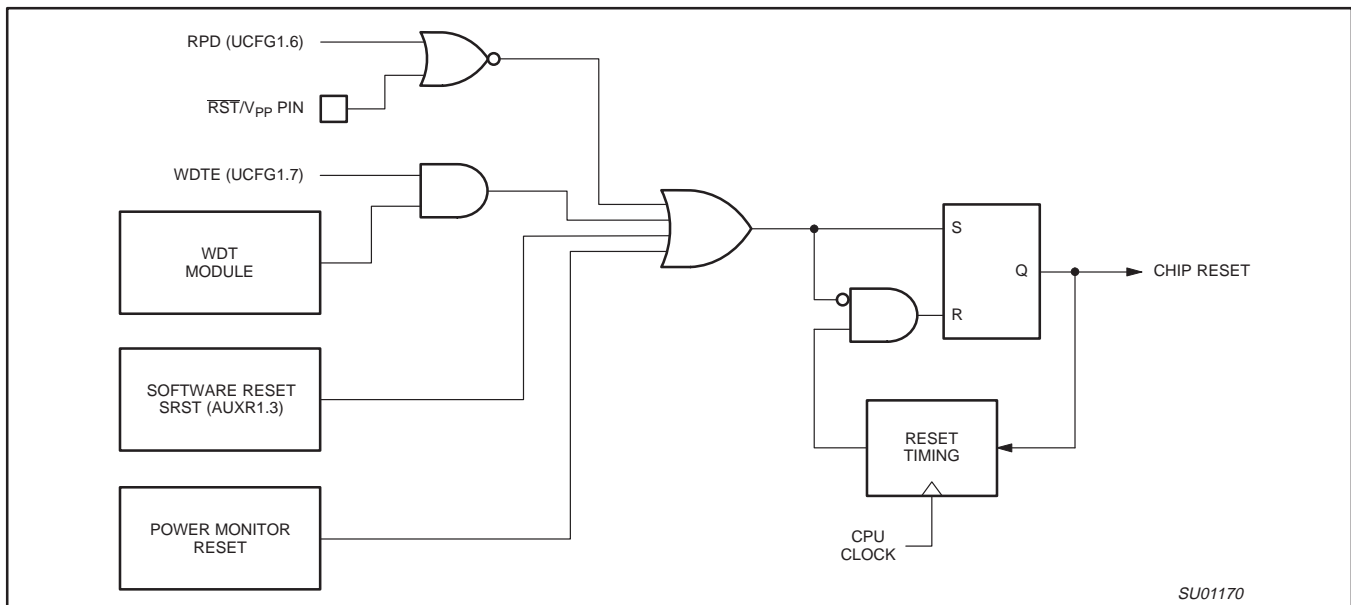 RPD (UCFG1.6)
RST/VPP PIN
WDTE (UCFG1.7)
WDT
MODULE
SOFTWARE RESET
SRST (AUXR1.3)
POWER MONITOR
RESET
S
Q
R
CHIP RESET
RESET
TIMING
CPU
CLOCK
SU01170